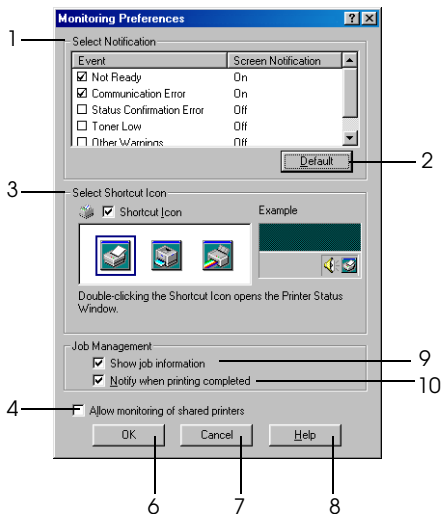 Monitoring Preferences
1
Select Notification
Event Screen Notification
Not Ready On
Communication Error On
Status Confirmation Error Off
Toner Low Off
Other Warnings Off
Default
2
3
Select Shortcut Icon
Shortcut Icon
Example
Double-clicking the Shortcut Icon opens the Printer Status
Window.
Job Management
Show job information
9
Notify when printing completed
10
4
Allow monitoring of shared printers
OK Cancel Help
6 7 8